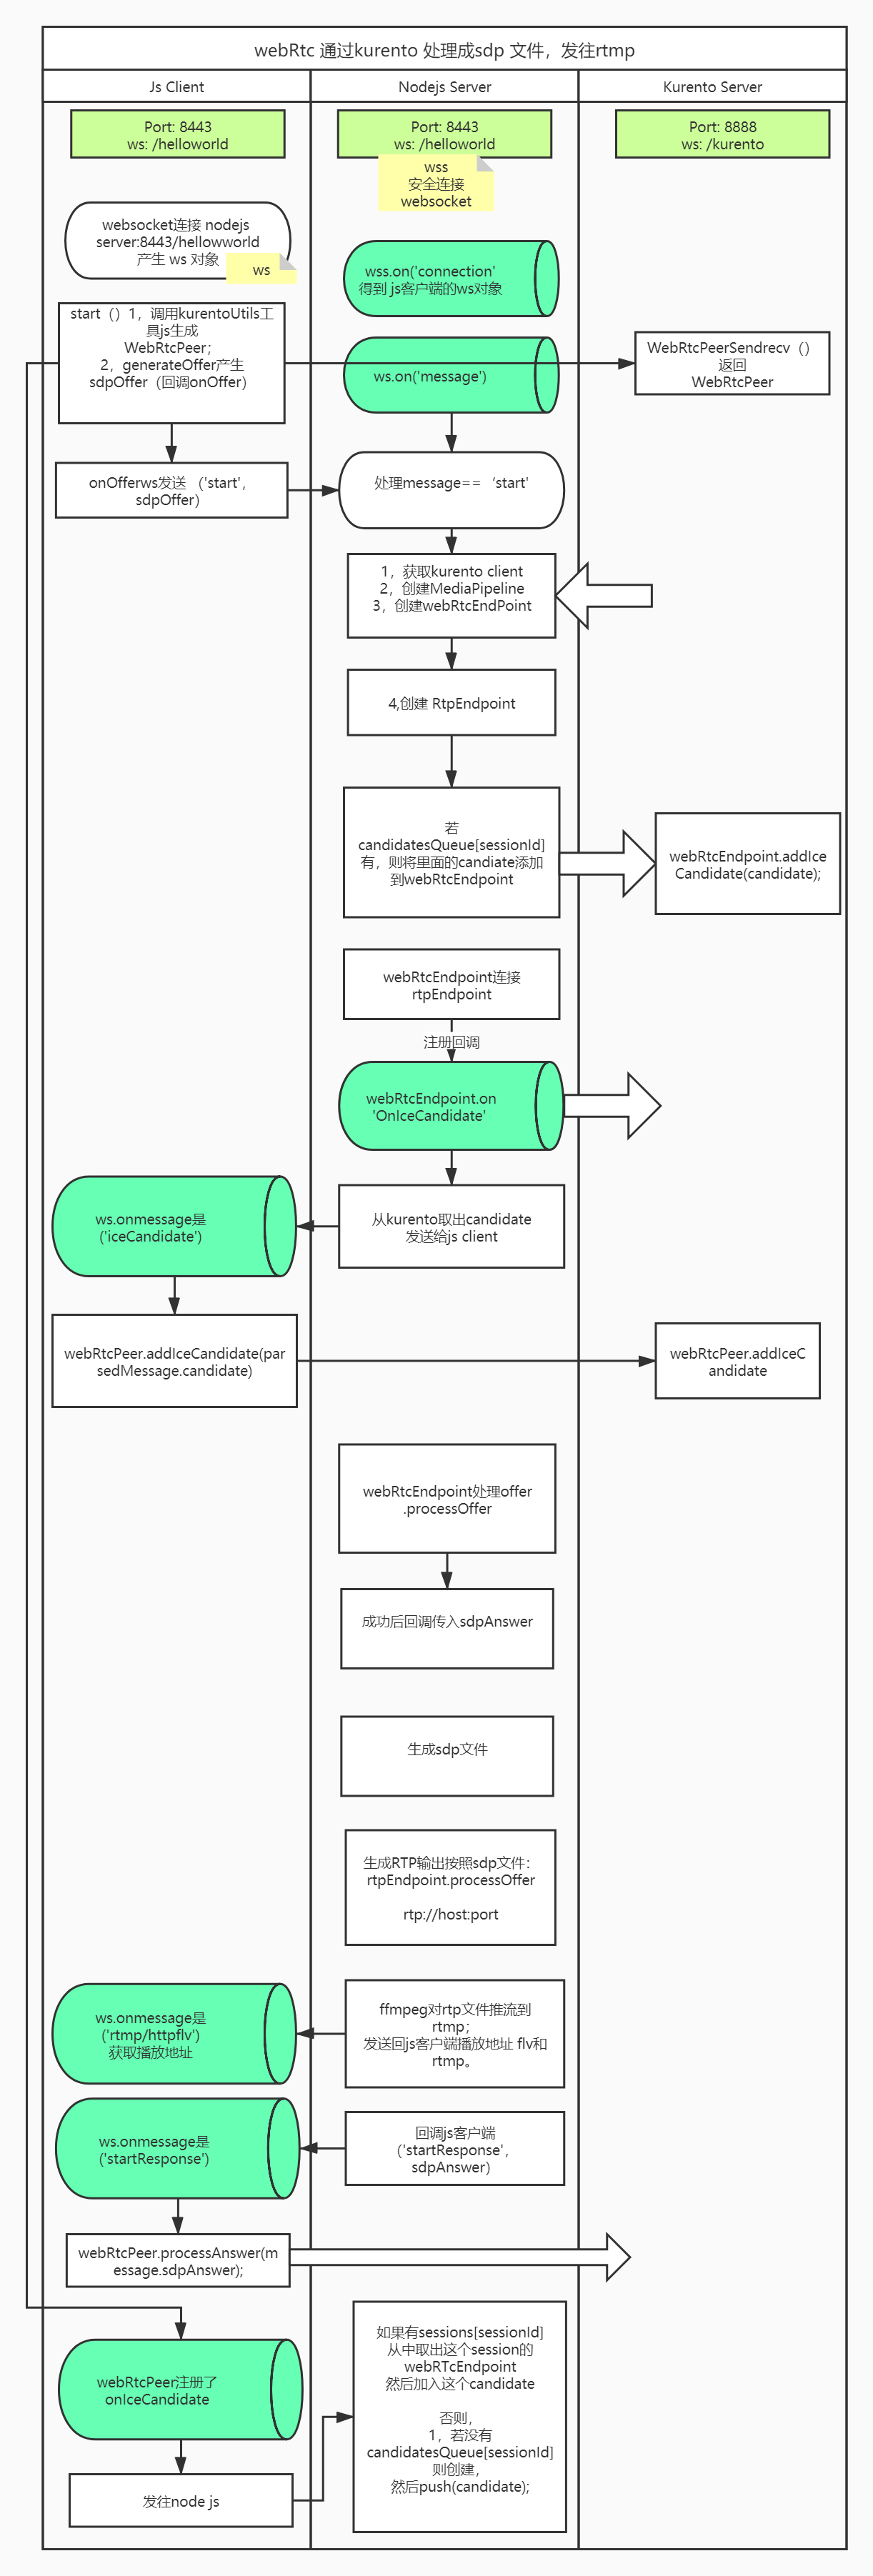 webRtc 通过kurento 处理成sdp 文件，发往rtmp
Js Client
Nodejs Server
Kurento Server
Port: 8443
ws: /helloworld
Port: 8443
ws: /helloworld
Port: 8888
ws: /kurento
wss
安全连接
websocket
websocket连接 nodejs
server:8443/hellowworld
产生 ws 对象
ws
wss.on('connection'
得到 js客户端的ws对象
start（）1，调用kurentoUtils工
具js生成
WebRtcPeer；
2，generateOffer产生
sdpOffer（回调onOffer）
ws.on('message')
WebRtcPeerSendrecv（）
返回
WebRtcPeer
onOfferws发送 （'start'，
sdpOffer）
处理message== ‘start'
1，获取kurento client
2，创建MediaPipeline
3，创建webRtcEndPoint
4,创建 RtpEndpoint
若
candidatesQueue[sessionId]
有，则将里面的candiate添加
到webRtcEndpoint
webRtcEndpoint.addIce
Candidate(candidate);
webRtcEndpoint连接
rtpEndpoint
注册回调
webRtcEndpoint.on
'OnIceCandidate'
ws.onmessage是
('iceCandidate')
从kurento取出candidate
发送给js client
webRtcPeer.addIceCandidate(par
sedMessage.candidate)
webRtcPeer.addIceC
andidate
webRtcEndpoint处理offer
.processOffer
成功后回调传入sdpAnswer
生成sdp文件
生成RTP输出按照sdp文件：
rtpEndpoint.processOffer
rtp://host:port
ws.onmessage是
('rtmp/httpflv')
获取播放地址
ffmpeg对rtp文件推流到
rtmp；
发送回js客户端播放地址 flv和
rtmp。
ws.onmessage是
('startResponse')
回调js客户端
（'startResponse'，
sdpAnswer）
webRtcPeer.processAnswer(m
essage.sdpAnswer);
webRtcPeer注册了
onIceCandidate
如果有sessions[sessionId]
从中取出这个session的
webRTcEndpoint
然后加入这个candidate
否则，
1，若没有
candidatesQueue[sessionId]
则创建，
然后push(candidate);
发往node js